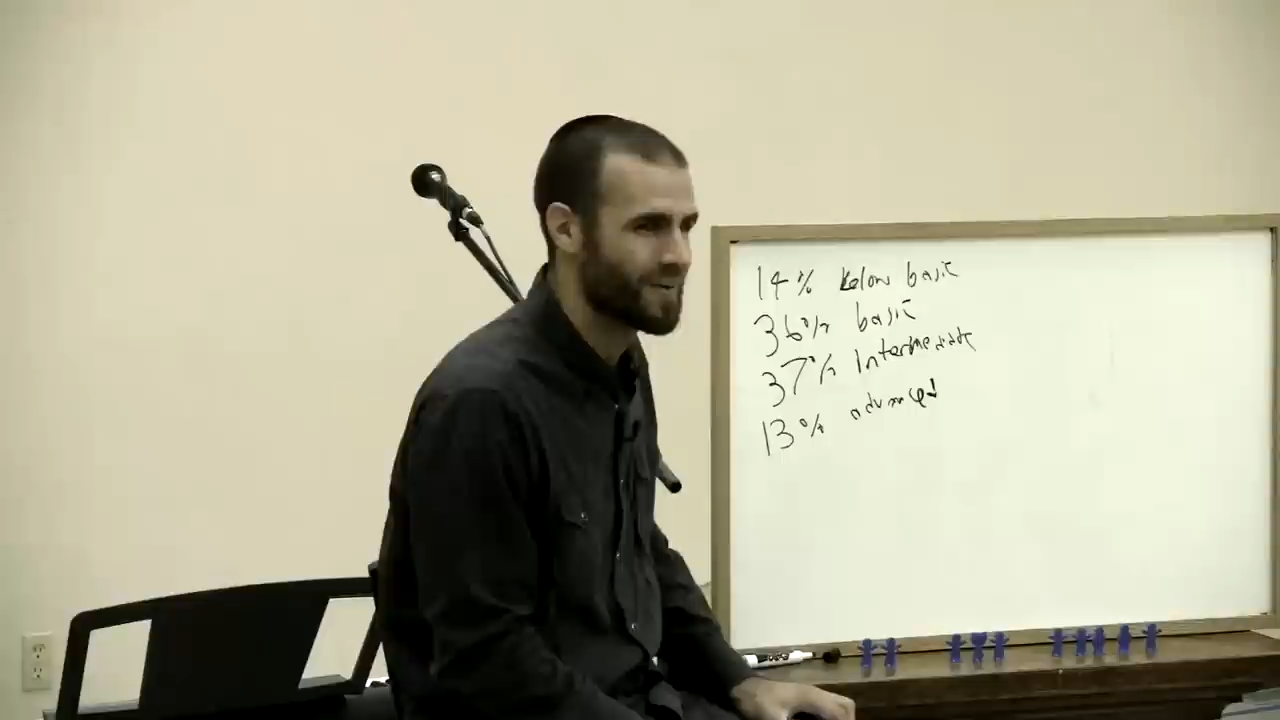 14% below basic
36% basic
37% Intermediate
13% advanced